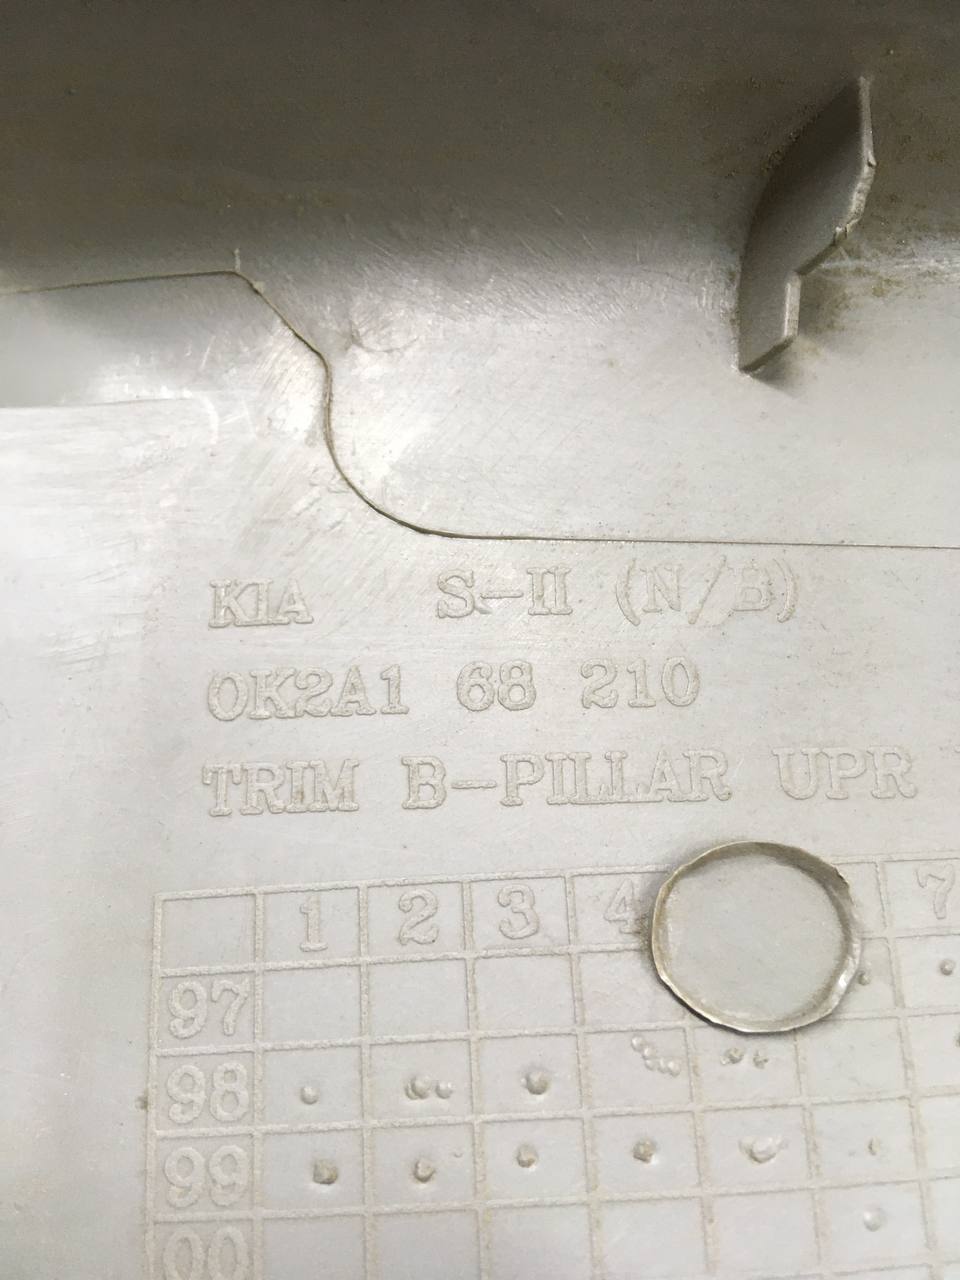 KIA S-II (N/B)
0K2A1 68 210
TRIM B-PILLAR UPR
1 2 3 4 7
97
98
99
00